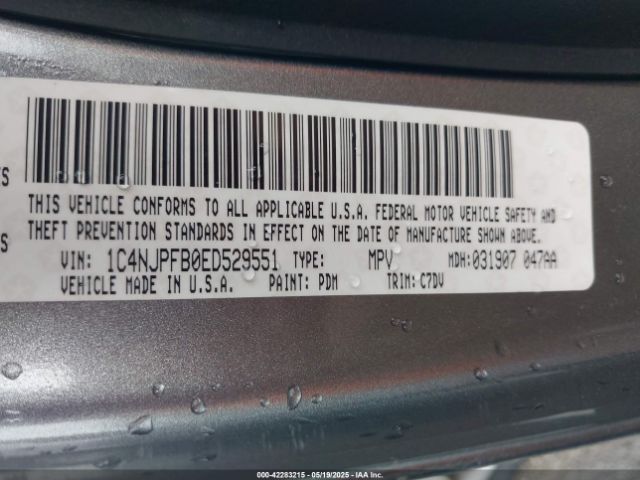 TS
THIS VEHICLE CONFORMS TO ALL APPLICABLE U.S.A. FEDERAL MOTOR VEHICLE SAFETY AND
THEFT PREVENTION STANDARDS IN EFFECT ON THE DATE OF MANUFACTURE SHOWN ABOVE.
VIN: 1C4NJPFB0ED529551 TYPE: MPV MDH:031907 047AA
VEHICLE MADE IN U.S.A. PAINT: PDM TRIM: C7DV
000-42283215 - 05/19/2025 - IAA Inc.